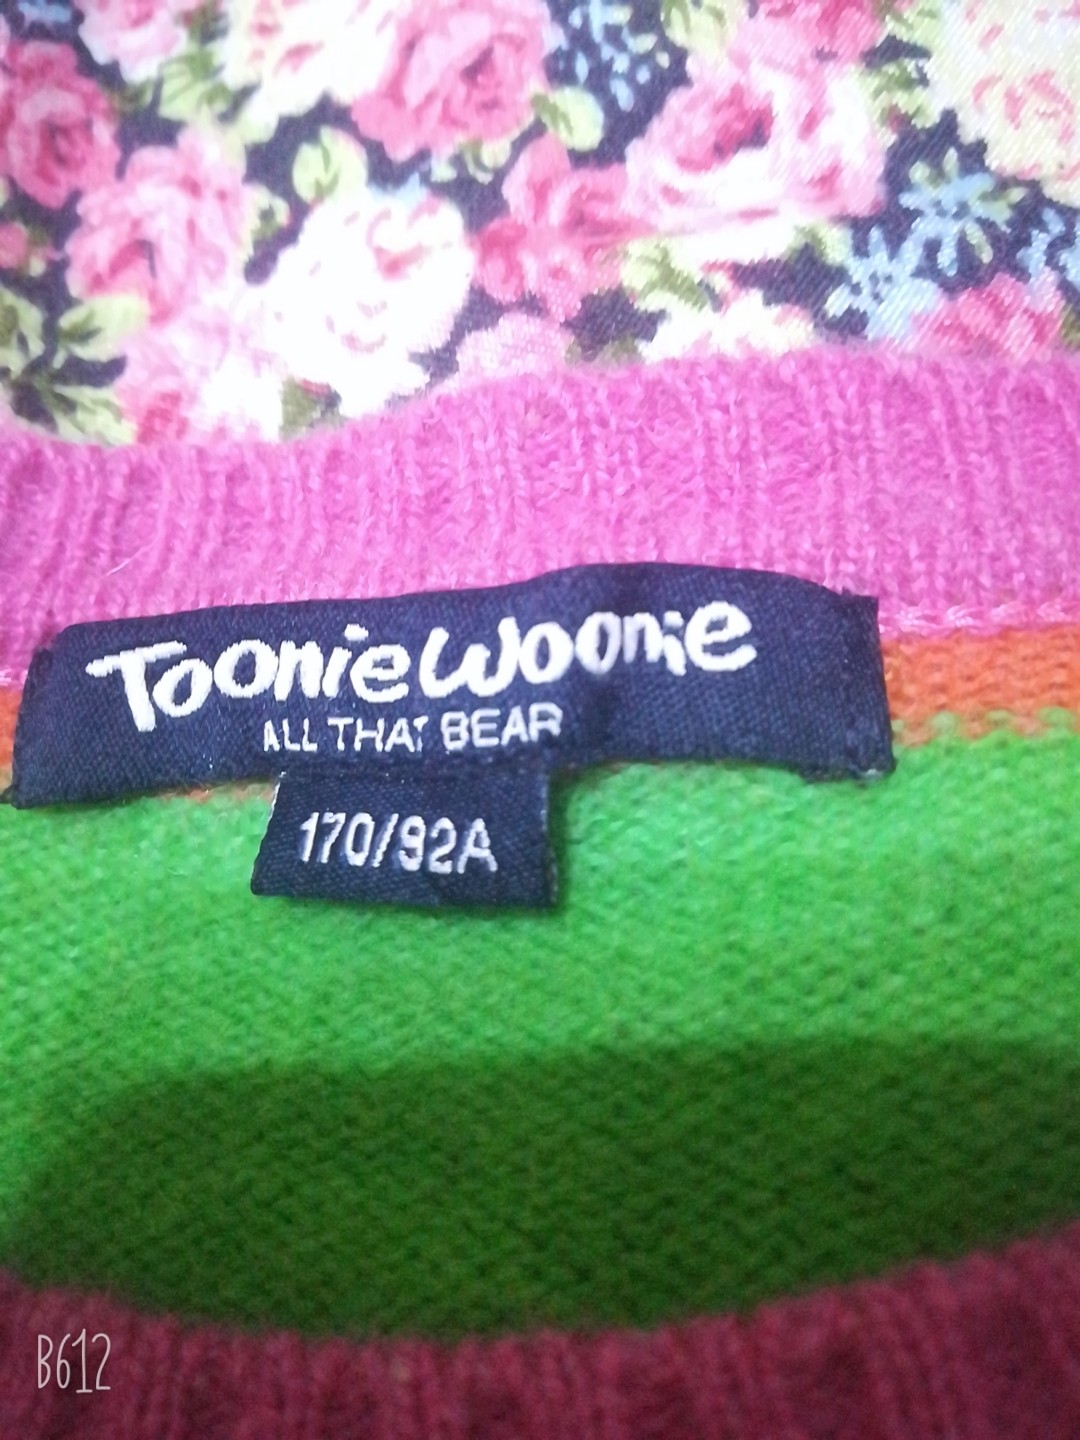 ToonieWoonie
ALL THAT BEAR
170/92A
B612